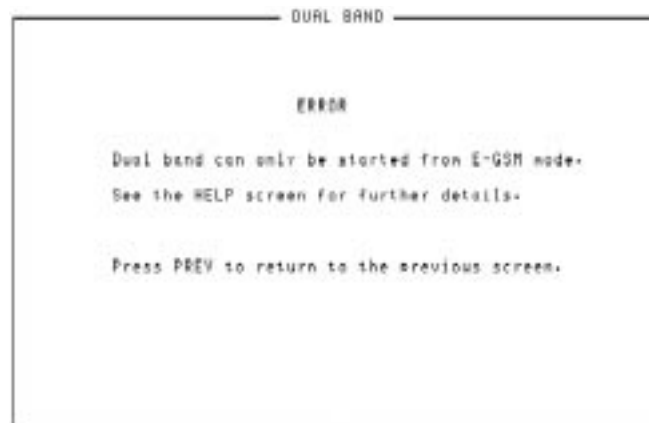 DUAL BAND
ERROR
Dual band can only be started from E-GSM mode.
See the HELP screen for further details.
Press PREV to return to the previous screen.